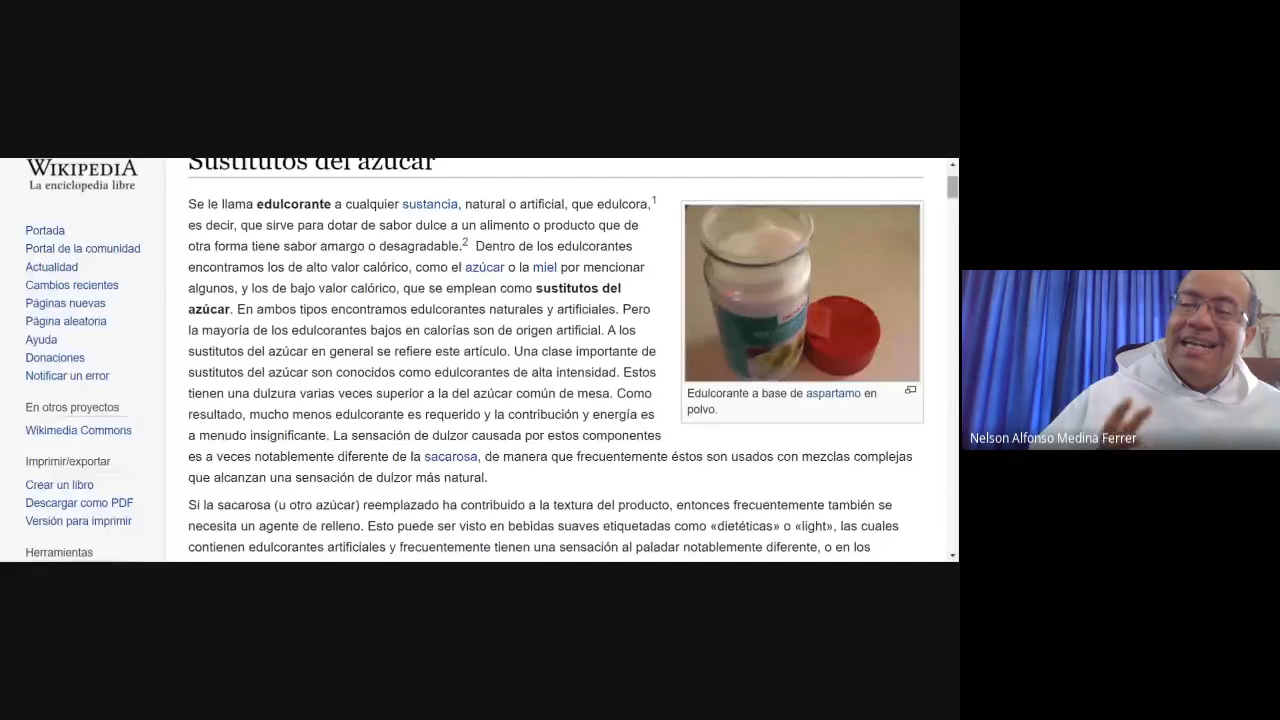 Sustitutos del azúcar
WIKIPEDIA
La enciclopedia libre
Portada
Portal de la comunidad
Actualidad
Cambios recientes
Páginas nuevas
Página aleatoria
Ayuda
Donaciones
Notificar un error
En otros proyectos
Wikimedia Commons
Imprimir/exportar
Crear un libro
Descargar como PDF
Versión para imprimir
Herramientas
Se le llama edulcorante a cualquier sustancia, natural o artificial, que edulcora,1
es decir, que sirve para dotar de sabor dulce a un alimento o producto que de
otra forma tiene sabor amargo o desagradable.2 Dentro de los edulcorantes
encontramos los de alto valor calórico, como el azúcar o la miel por mencionar
algunos, y los de bajo valor calórico, que se emplean como sustitutos del
azúcar. En ambos tipos encontramos edulcorantes naturales y artificiales. Pero
la mayoría de los edulcorantes bajos en calorías son de origen artificial. A los
sustitutos del azúcar en general se refiere este artículo. Una clase importante de
sustitutos del azúcar son conocidos como edulcorantes de alta intensidad. Estos
tienen una dulzura varias veces superior a la del azúcar común de mesa. Como
resultado, mucho menos edulcorante es requerido y la contribución y energía es
a menudo insignificante. La sensación de dulzor causada por estos componentes
es a veces notablemente diferente de la sacarosa, de manera que frecuentemente éstos son usados con mezclas complejas
que alcanzan una sensación de dulzor más natural.
Si la sacarosa (u otro azúcar) reemplazado ha contribuido a la textura del producto, entonces frecuentemente también se
necesita un agente de relleno. Esto puede ser visto en bebidas suaves etiquetadas como «dietéticas» o «light», las cuales
contienen edulcorantes artificiales y frecuentemente tienen una sensación al paladar notablemente diferente, o en los
Edulcorante a base de aspartamo en
polvo.
Nelson Alfonso Medina Ferrer